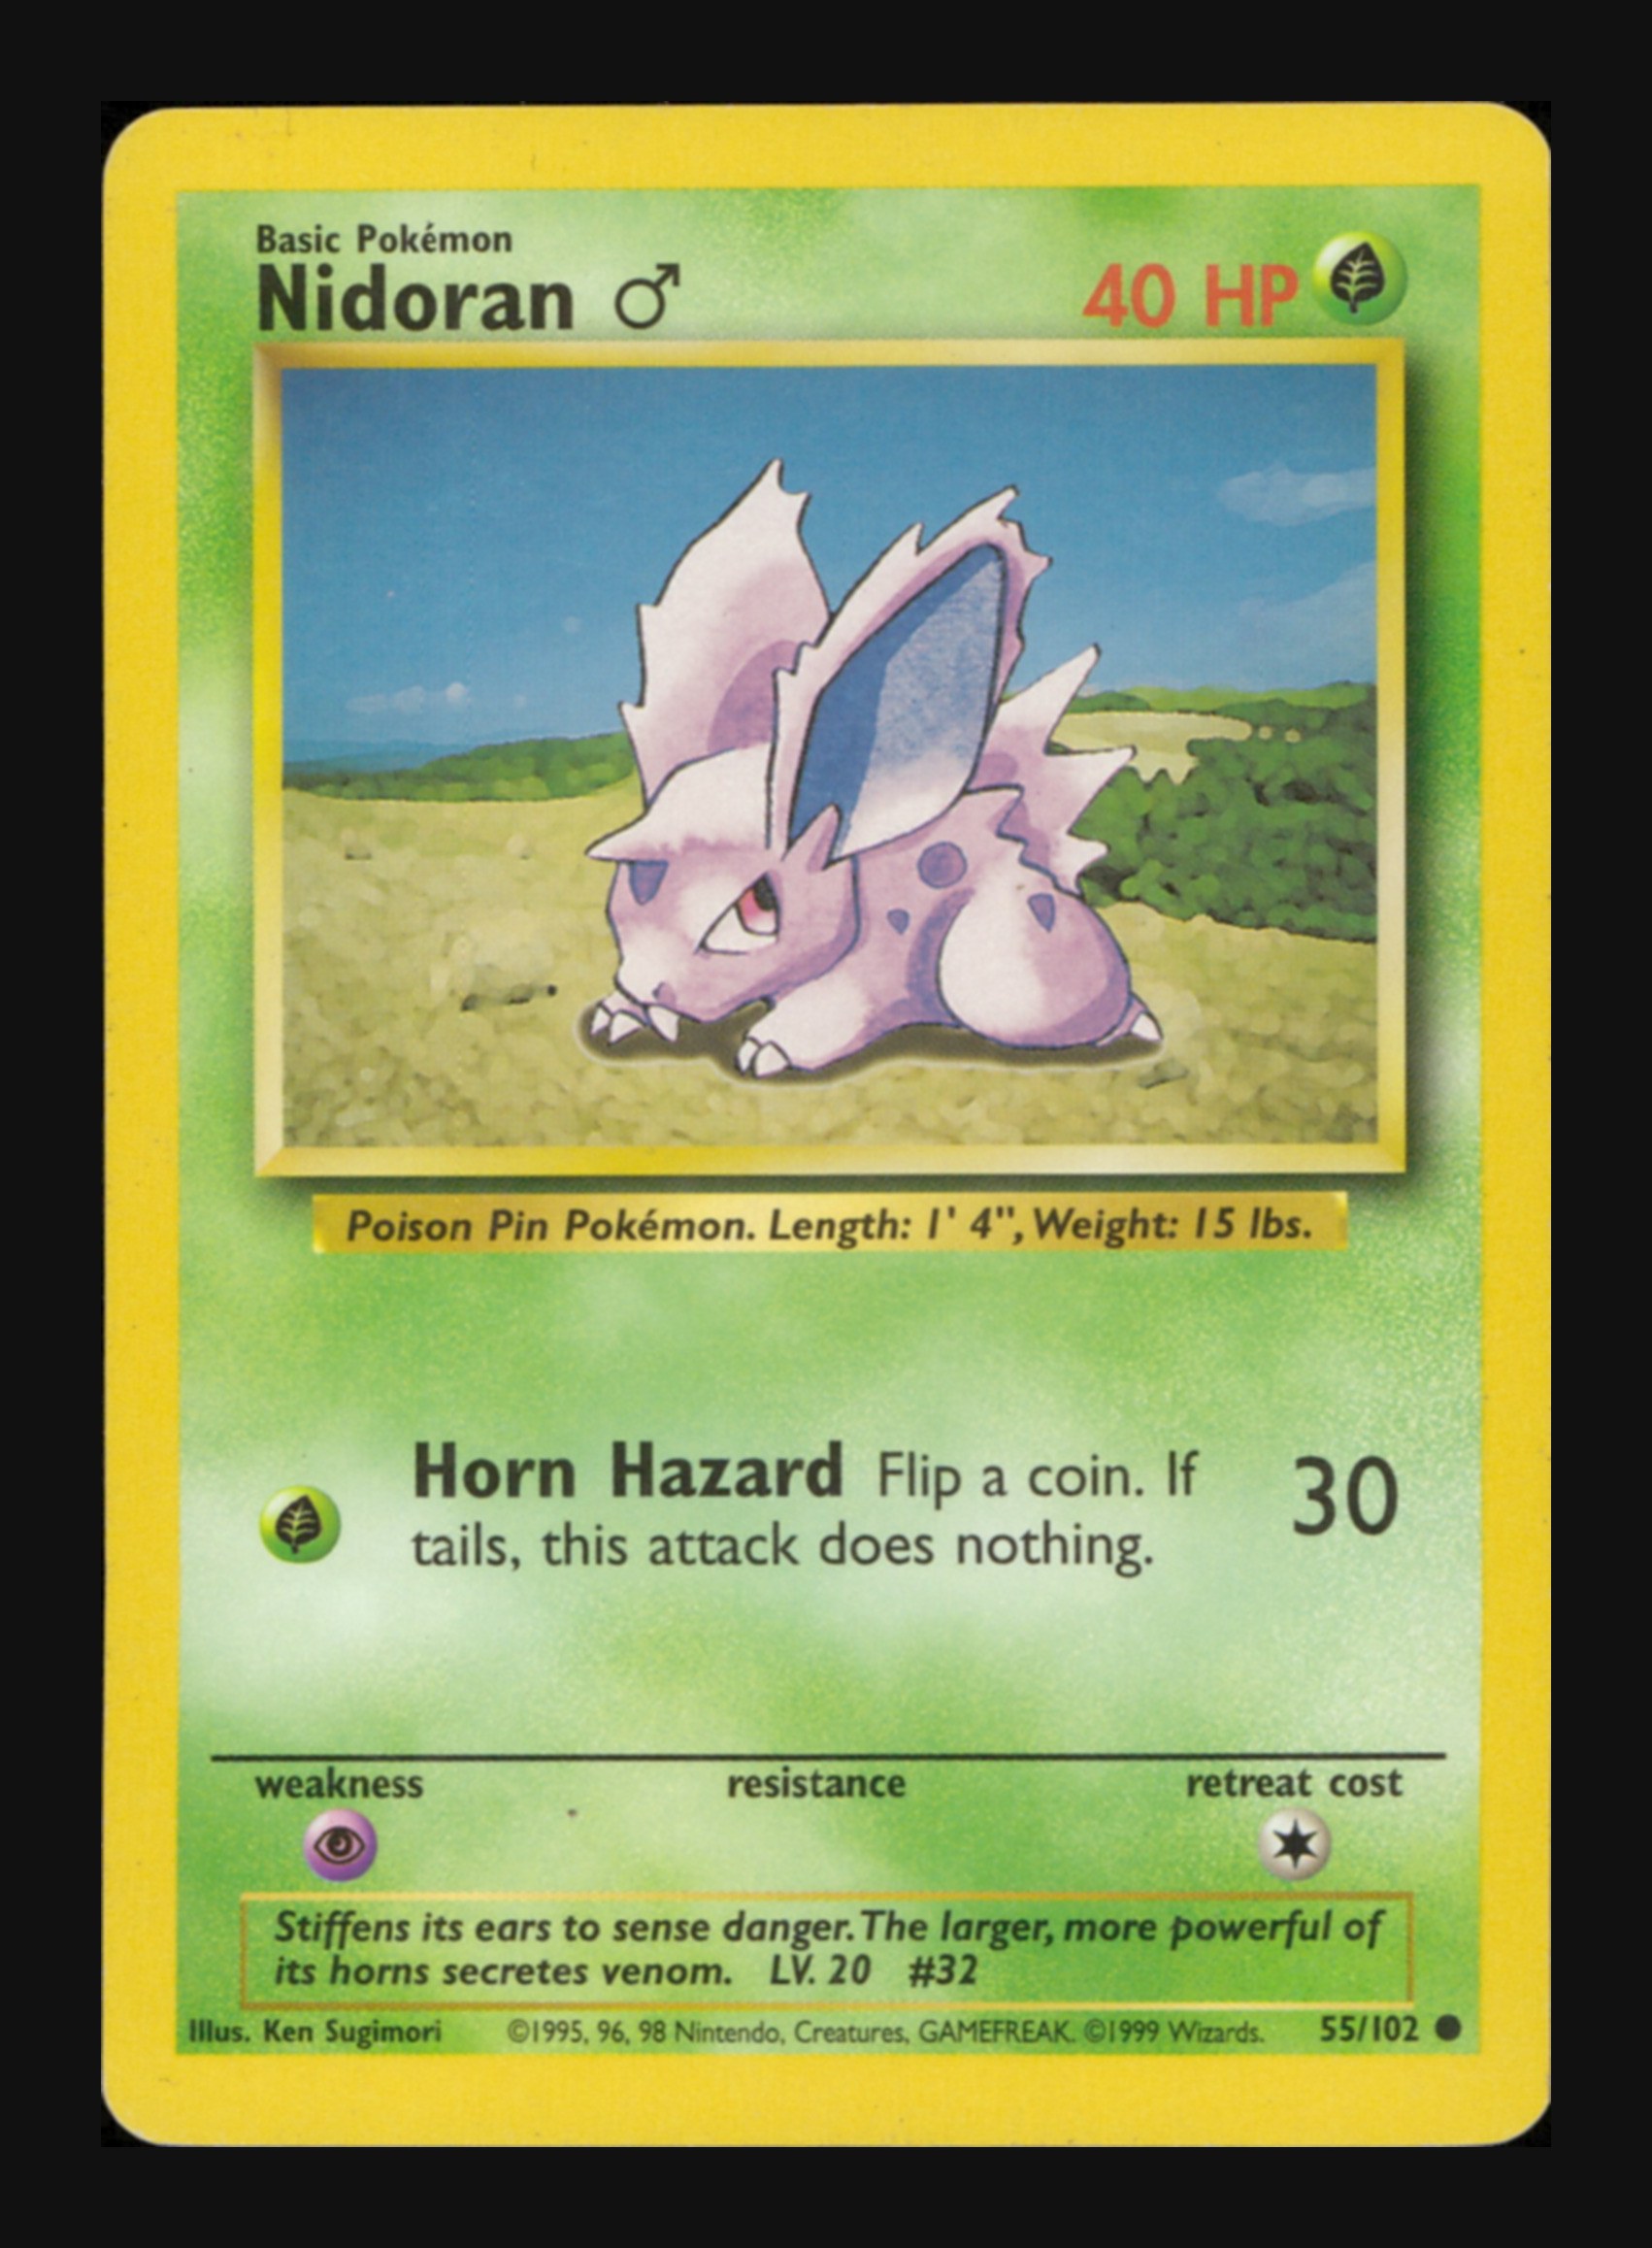 Basic Pokémon
Nidoran ♂
40 HP
Poison Pin Pokémon. Length: 1' 4", Weight: 15 lbs.
Horn Hazard Flip a coin. If
tails, this attack does nothing.
30
weakness
resistance
retreat cost
Stiffens its ears to sense danger. The larger, more powerful of
its horns secretes venom. LV. 20 #32
Illus. Ken Sugimori
©1995, 96, 98 Nintendo, Creatures, GAMEFREAK. ©1999 Wizards.
55/102 ●